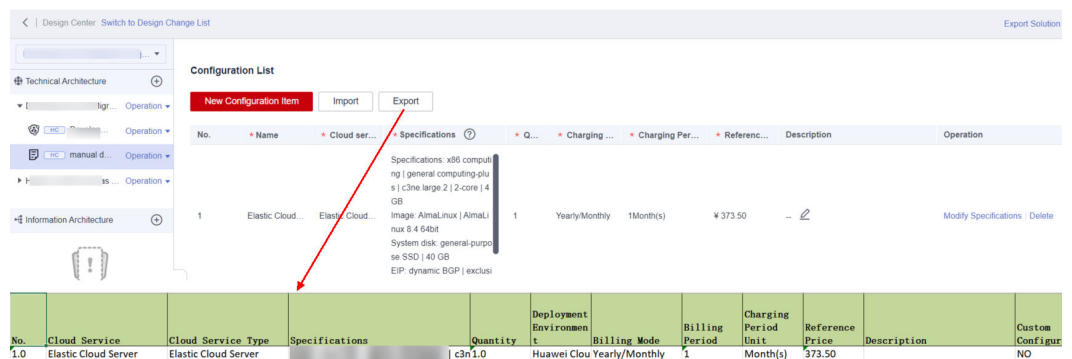 Design Center Switch to Design Change List Export Solution
Technical Architecture
Configuration List
New Configuration Item Import Export
Operation
HC Operation
HC manual d... Operation
as ... Operation
Information Architecture
No. * Name * Cloud ser... * Specifications ? * Q... * Charging ... * Charging Per... * Referenc... Description Operation
Specifications: x86 computi
ng | general computing-plu
s | c3ne.large.2 | 2-core | 4
GB
1 Elastic Cloud... Elastic Cloud... Image: AlmaLinux | AlmaLi 1 Yearly/Monthly 1Month(s) ¥ 373.50 -- Modify Specifications | Delete
nux 8.4 64bit
System disk: general-purpo
se SSD | 40 GB
EIP: dynamic BGP | exclusi
No. Cloud Service Cloud Service Type Specifications Quantity Deployment Environmen t Billing Mode Billing Period Charging Period Unit Reference Price Description Custom Configur
1.0 Elastic Cloud Server Elastic Cloud Server | c3n 1.0 Huawei Clou Yearly/Monthly 1 Month(s) 373.50 NO